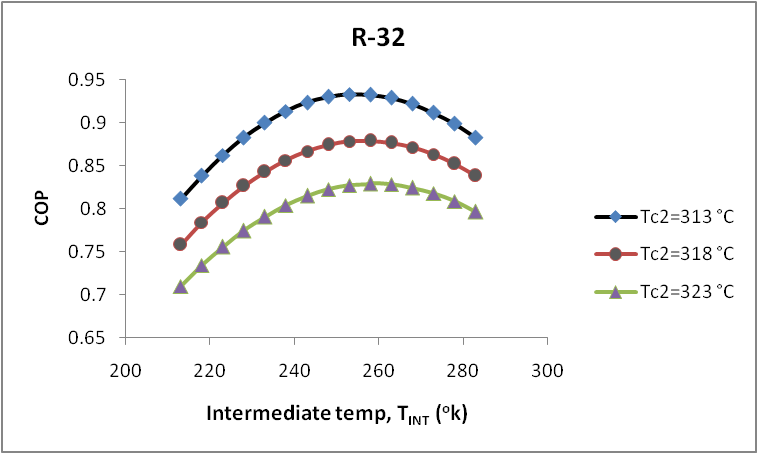 R-32
0.95
0.9
0.85
0.8
0.75
0.7
0.65
COP
200 220 240 260 280 300
Intermediate temp, TINT (°k)
Tc2=313 °C
Tc2=318 °C
Tc2=323 °C